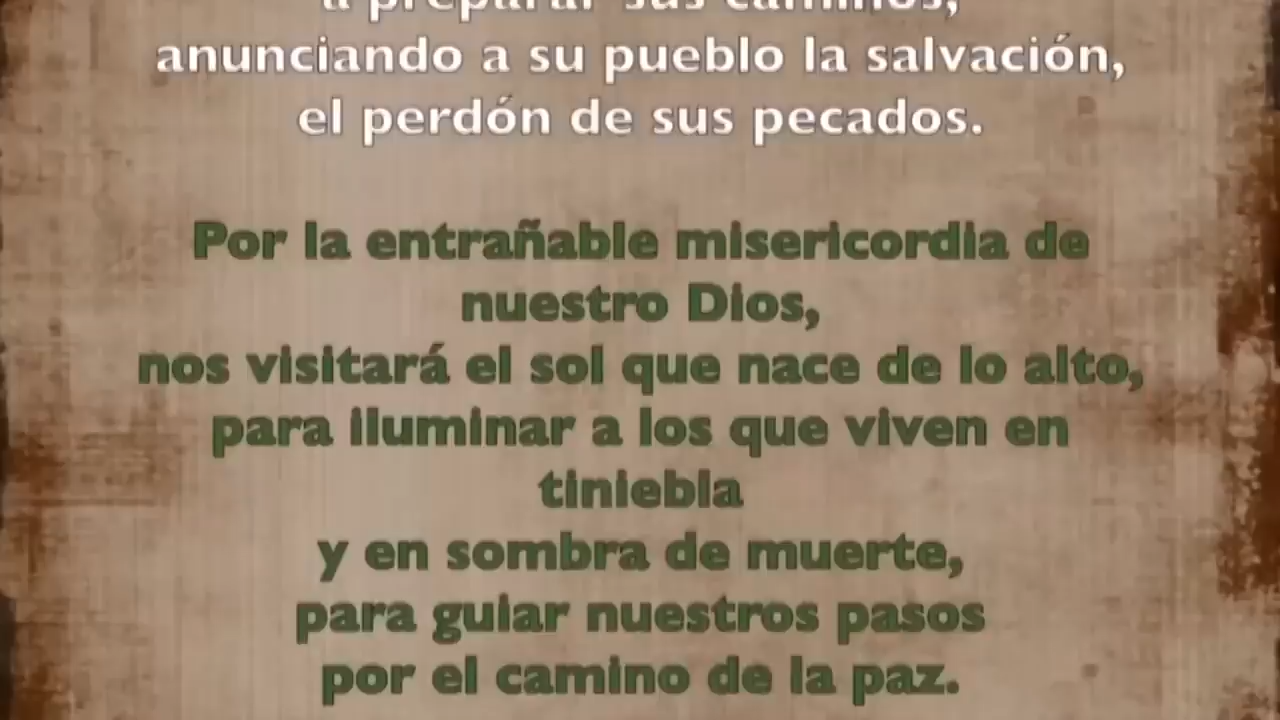 a preparar sus caminos,
anunciando a su pueblo la salvación,
el perdón de sus pecados.
Por la entrañable misericordia de
nuestro Dios,
nos visitará el sol que nace de lo alto,
para iluminar a los que viven en
tiniebla
y en sombra de muerte,
para guiar nuestros pasos
por el camino de la paz.